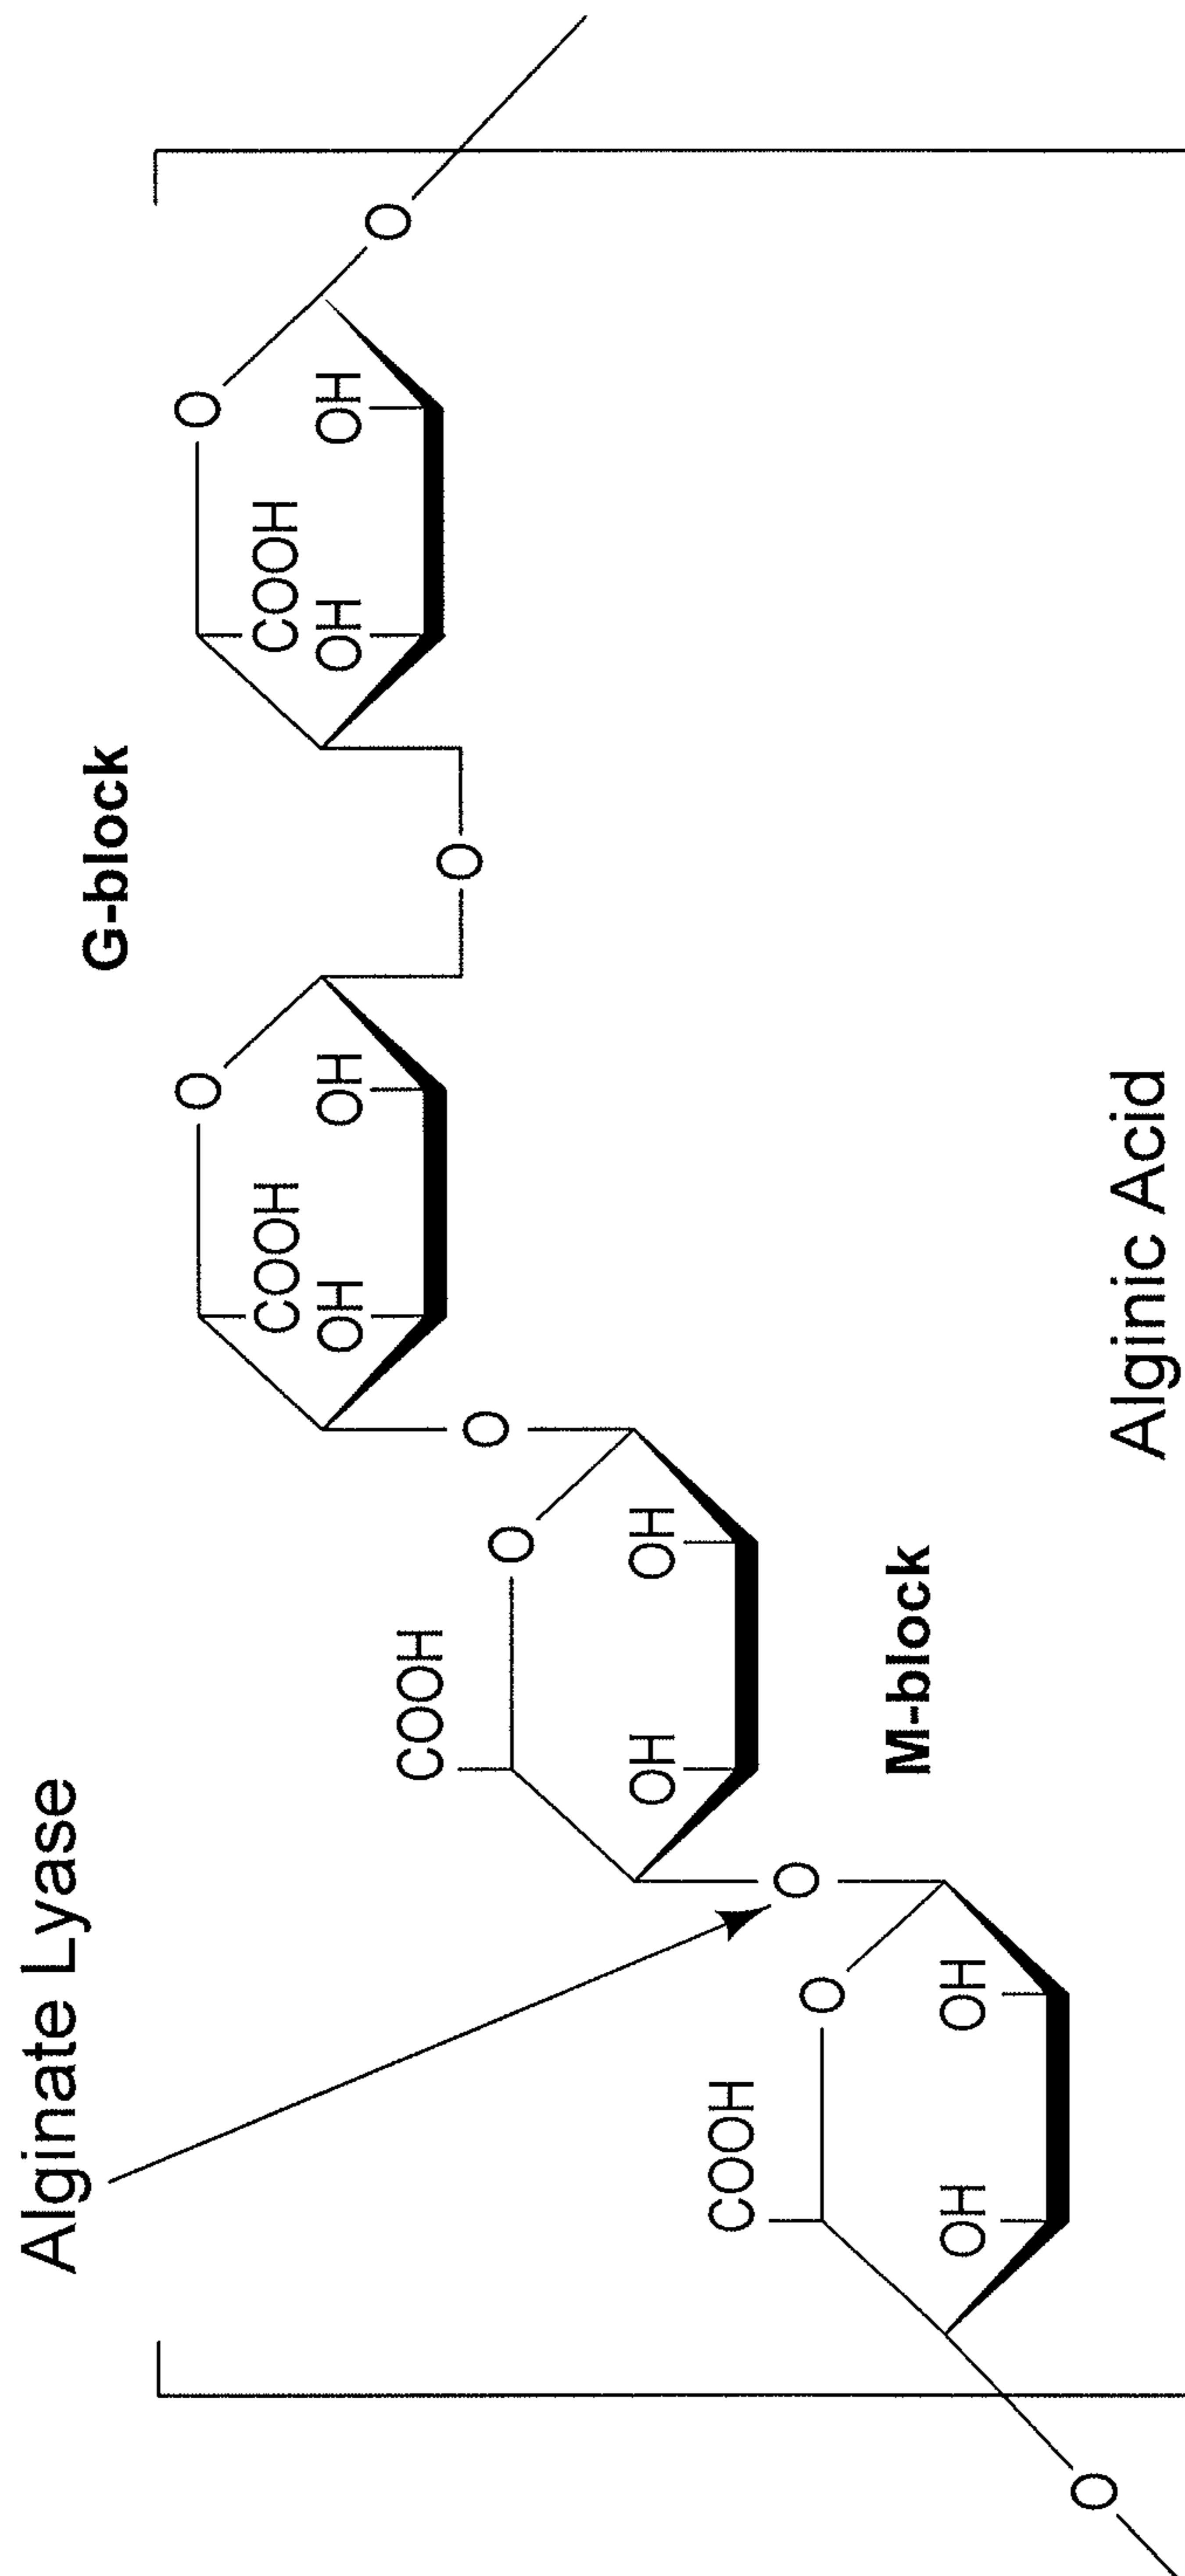 Alginate Lyase
G-block
O O
COOH COOH
OH OH OH OH
O
COOH
O
O
O
OH OH
COOH
O
O
M-block
OH OH
O
Alginic Acid